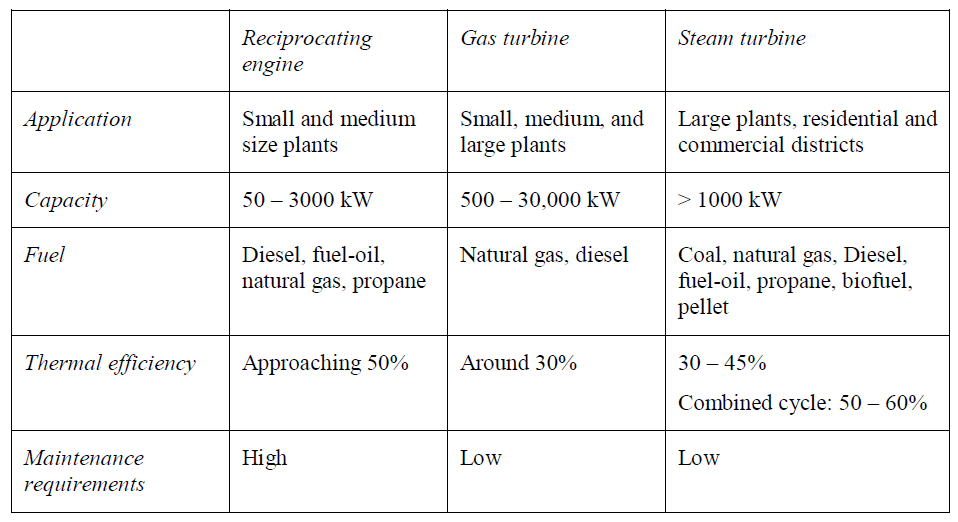 Reciprocating
engine
Gas turbine
Steam turbine
Application
Small and medium
size plants
Small, medium, and
large plants
Large plants, residential and
commercial districts
Capacity
50 – 3000 kW
500 – 30,000 kW
> 1000 kW
Fuel
Diesel, fuel-oil,
natural gas, propane
Natural gas, diesel
Coal, natural gas, Diesel,
fuel-oil, propane, biofuel,
pellet
Thermal efficiency
Approaching 50%
Around 30%
30 – 45%
Combined cycle: 50 – 60%
Maintenance
requirements
High
Low
Low